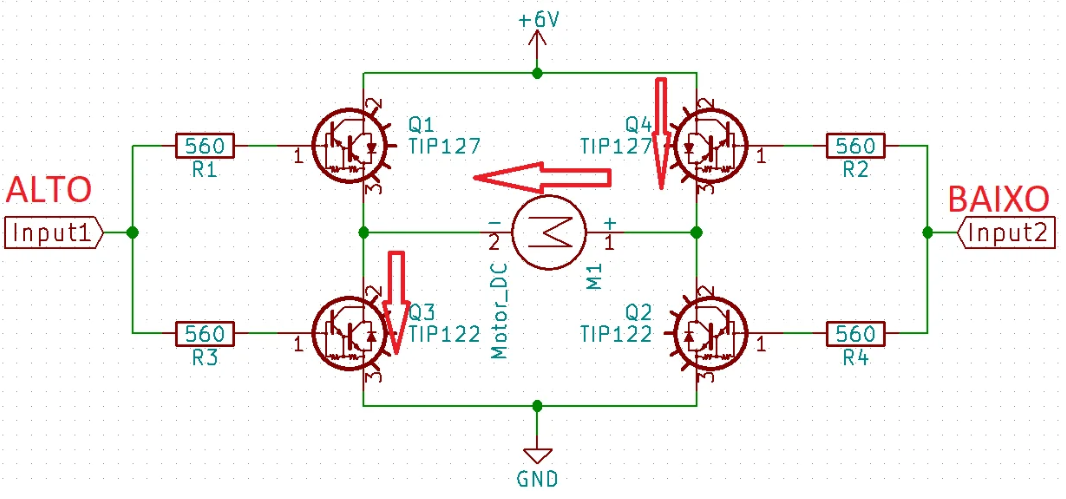 +6V
Q1
TIP127
2
1
3
Q4
TIP127
2
1
3
560
R1
560
R2
ALTO
Input1
BAIXO
Input2
-
2
+
1
Motor_DC
M1
Q3
TIP122
2
1
3
Q2
TIP122
2
1
3
560
R3
560
R4
GND